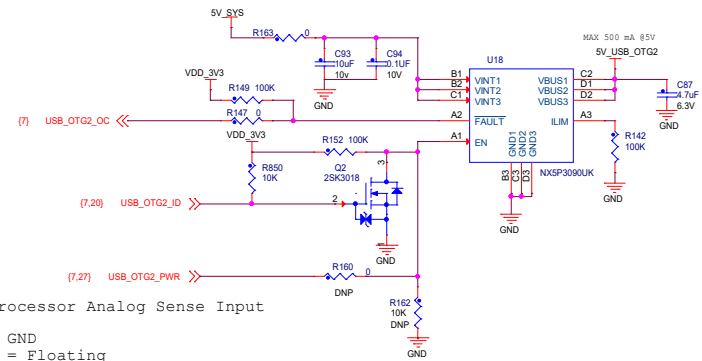 5V_SYS
MAX 500 mA @5V
5V_USB_OTG2
R163 0
C93
10uF
10v
C94
0.1UF
10V
GND
U18
B1 VINT1
B2 VINT2
C1 VINT3
A2 FAULT
A1 EN
VBUS1 C2
VBUS2 D1
VBUS3 D2
ILIM A3
GND1
GND2
GND3
B3
C3
D3
NX5P3090UK
GND
C87
4.7uF
6.3V
GND
R142
100K
GND
VDD_3V3
R149 100K
R147 0
{7} USB_OTG2_OC
VDD_3V3
R152 100K
R850
10K
Q2
2SK3018
3
2
1
GND
{7,20} USB_OTG2_ID
{7,27} USB_OTG2_PWR
R160 0
DNP
R162
10K
DNP
GND
rocessor Analog Sense Input
GND
= Floating